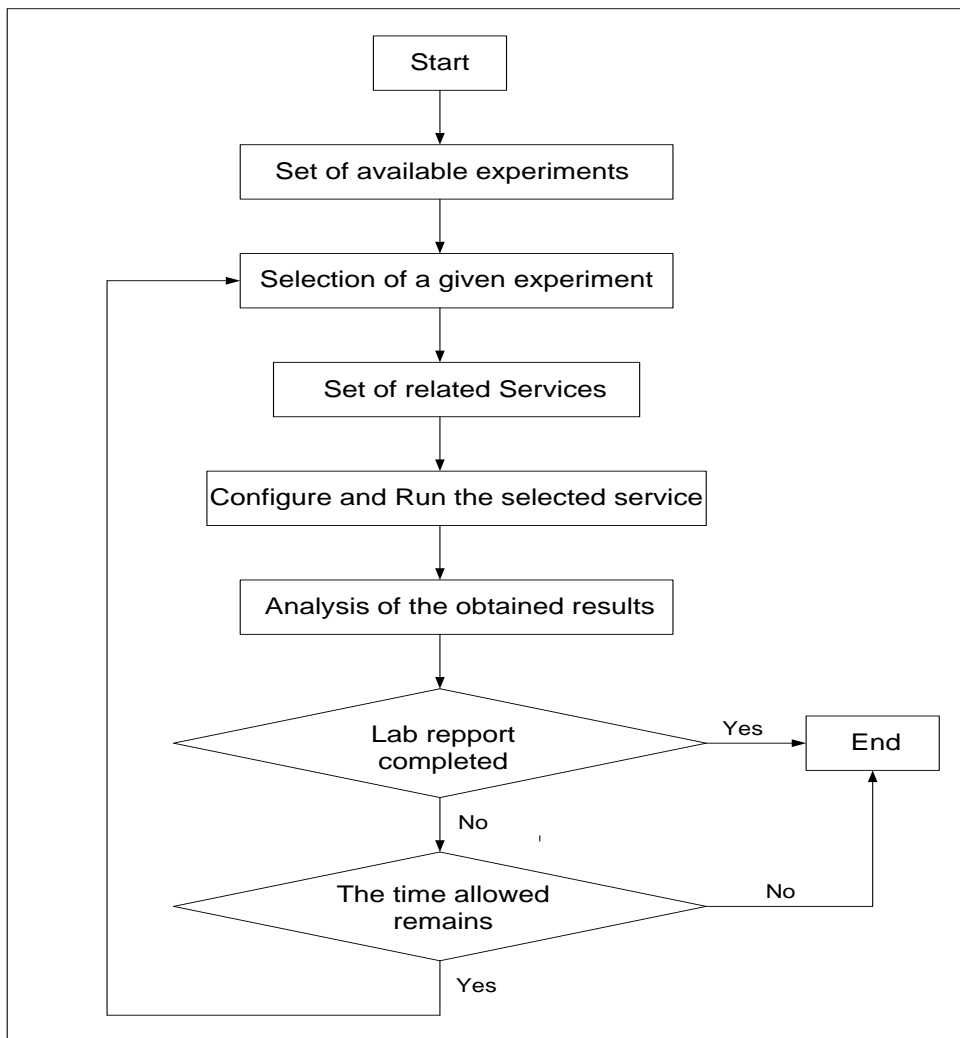 Start
Set of available experiments
Selection of a given experiment
Set of related Services
Configure and Run the selected service
Analysis of the obtained results
Lab repport
completed
Yes
End
No
The time allowed
remains
No
Yes